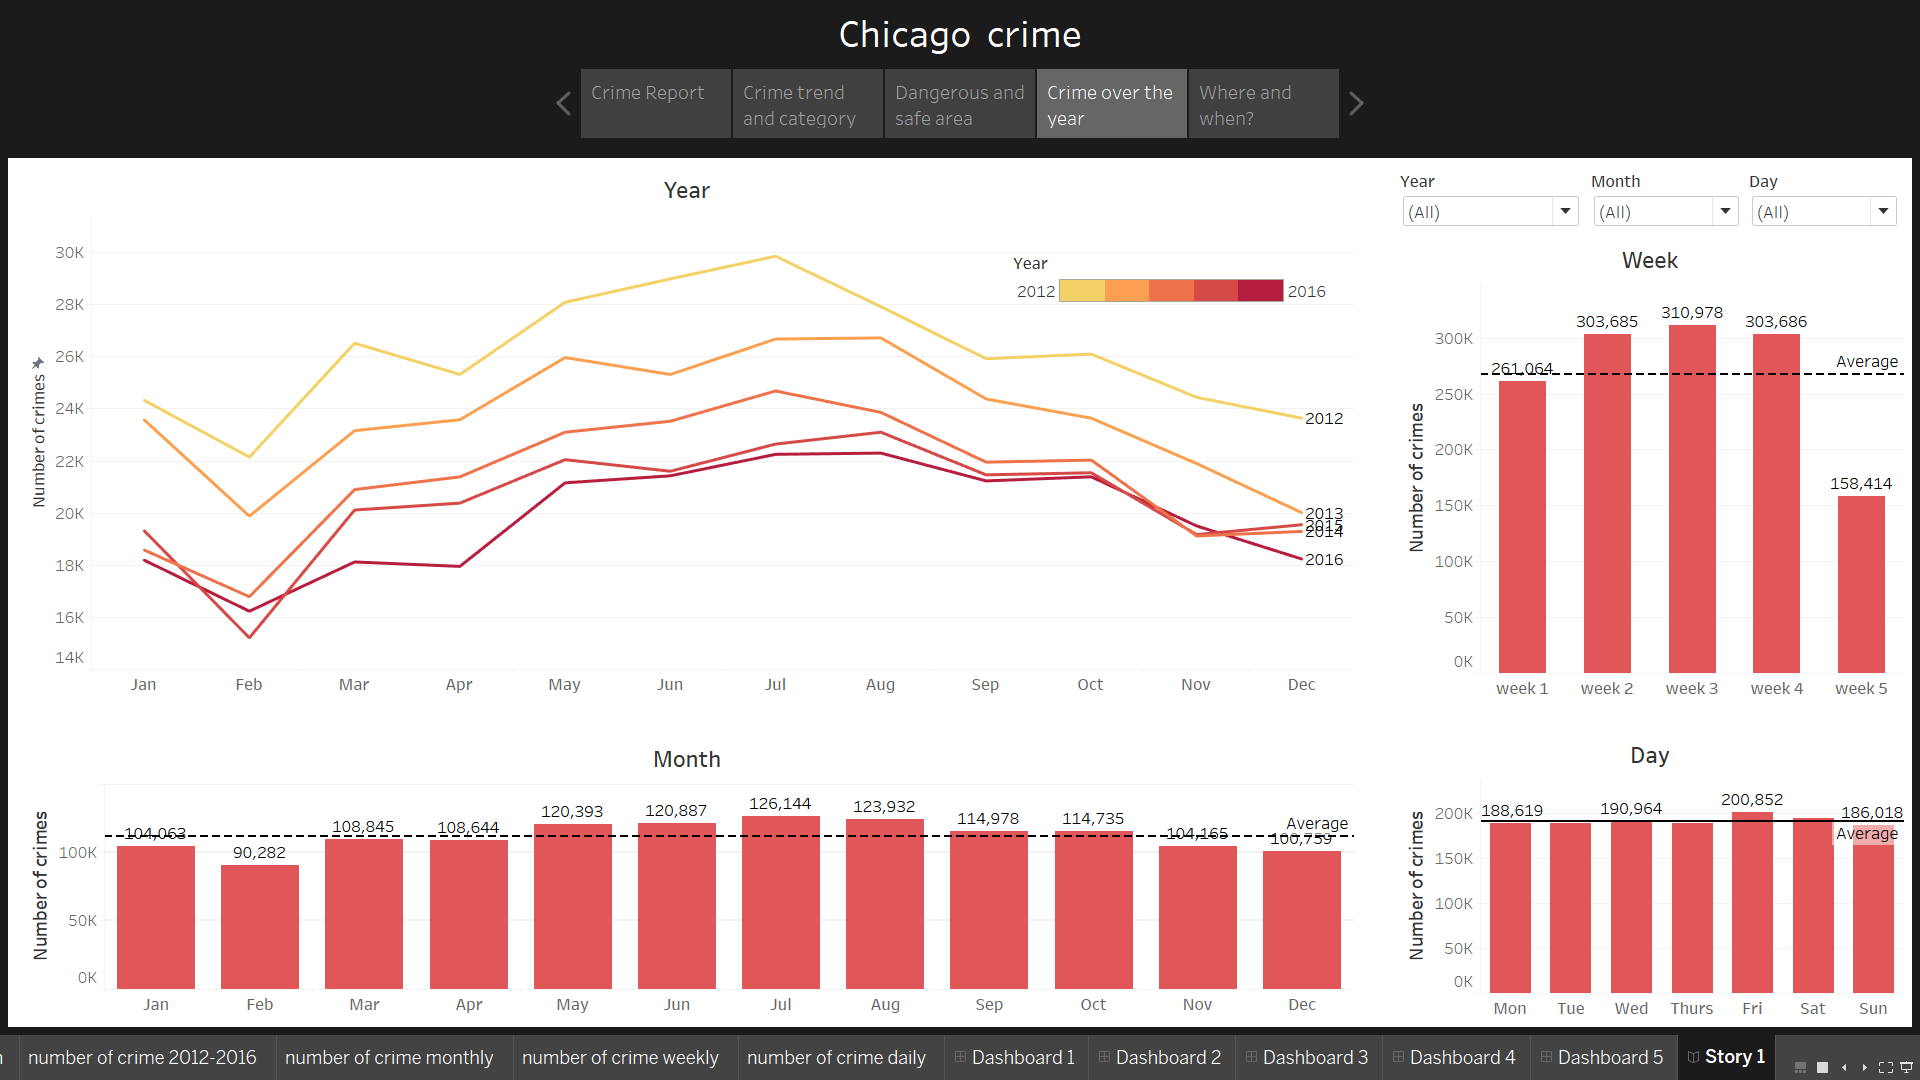 Chicago crime
Crime Report
Crime trend
and category
Dangerous and
safe area
Crime over the
year
Where and
when?
Year
30K
28K
26K
24K
22K
20K
18K
16K
14K
Number of crimes
Year
2012
2016
2012
2013
2015
2014
2016
Jan Feb Mar Apr May Jun Jul Aug Sep Oct Nov Dec
Year Month Day
(All) (All) (All)
Week
300K
250K
200K
150K
100K
50K
0K
Number of crimes
261,064 303,685 310,978 303,686 158,414
Average
week 1 week 2 week 3 week 4 week 5
Month
100K
50K
0K
Number of crimes
104,063 90,282 108,845 108,644 120,393 120,887 126,144 123,932 114,978 114,735 104,165 100,759
Average
Jan Feb Mar Apr May Jun Jul Aug Sep Oct Nov Dec
Day
200K
150K
100K
50K
0K
Number of crimes
188,619 190,964 200,852 186,018
Average
Mon Tue Wed Thurs Fri Sat Sun
number of crime 2012-2016 number of crime monthly number of crime weekly number of crime daily Dashboard 1 Dashboard 2 Dashboard 3 Dashboard 4 Dashboard 5 Story 1